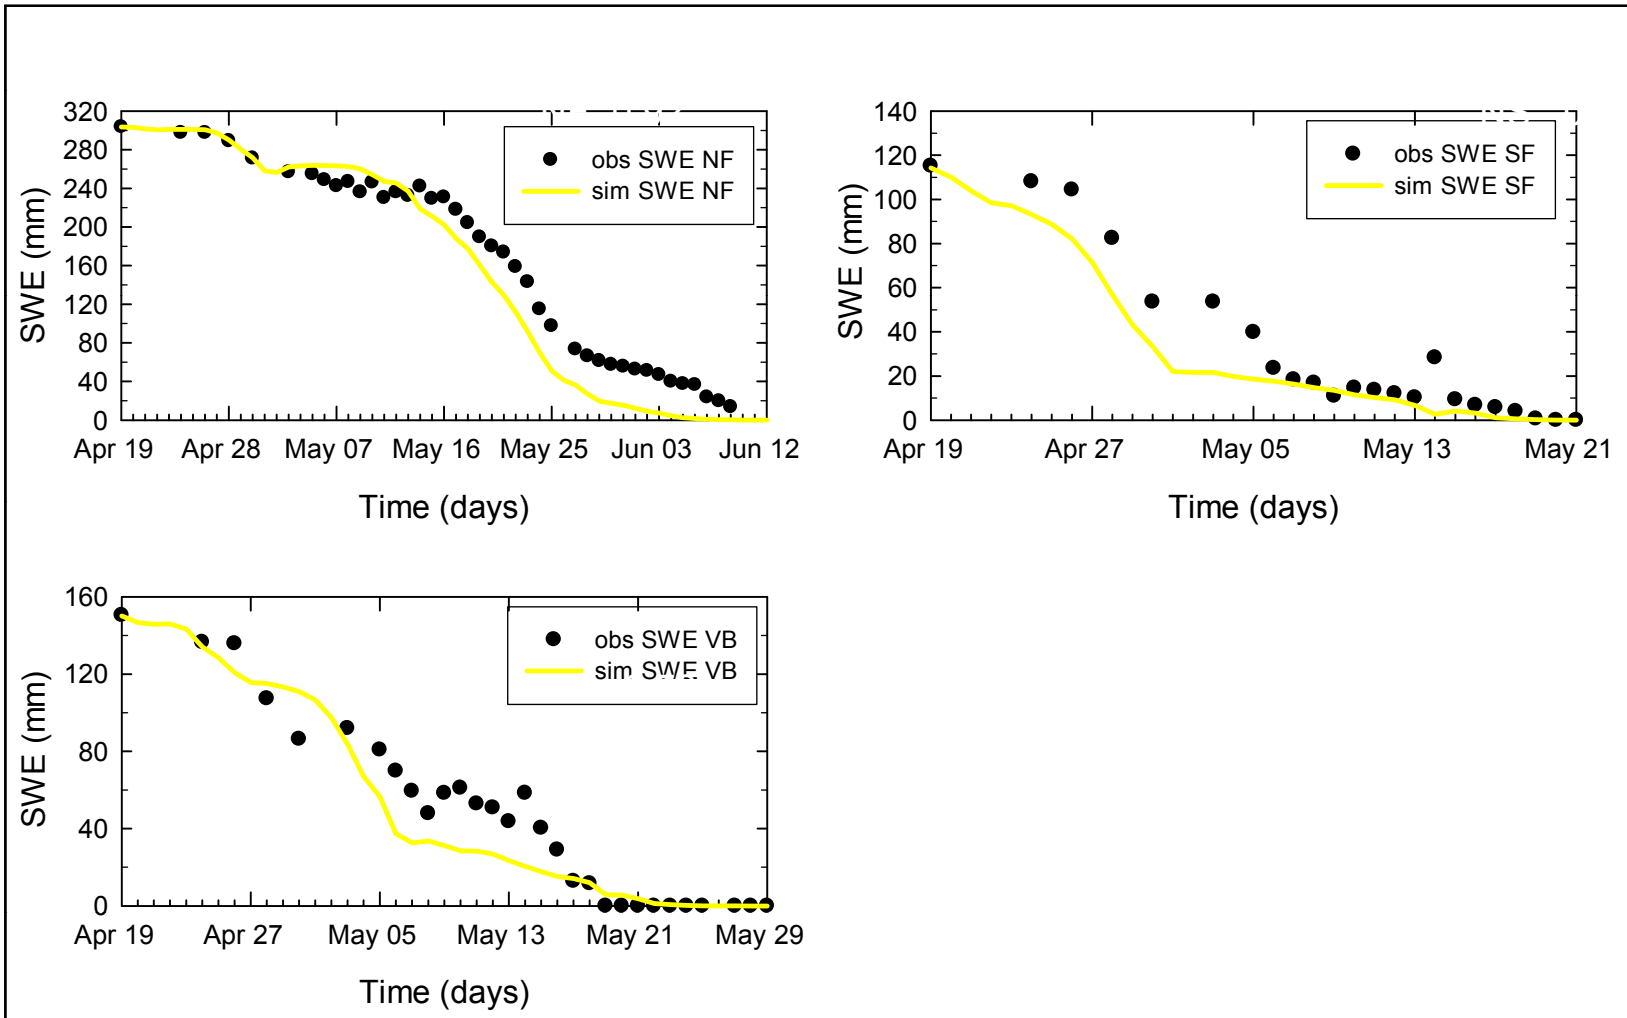 320
280
240
200
160
120
80
40
0
SWE (mm)
obs SWE NF
sim SWE NF
Apr 19 Apr 28 May 07 May 16 May 25 Jun 03 Jun 12
Time (days)
140
120
100
80
60
40
20
0
SWE (mm)
obs SWE SF
sim SWE SF
Apr 19 Apr 27 May 05 May 13 May 21
Time (days)
160
120
80
40
0
SWE (mm)
obs SWE VB
sim SWE VB
Apr 19 Apr 27 May 05 May 13 May 21 May 29
Time (days)